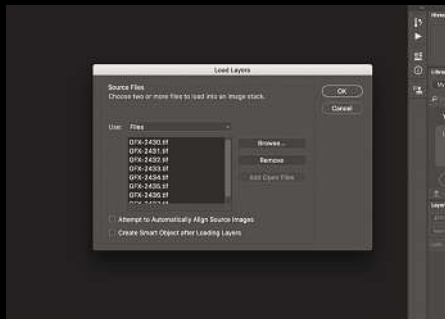 Load Layers
Source Files
Choose two or more files to load into an image stack.
OK
Cancel
Use: Files
GFX-2430.tif
GFX-2431.tif
GFX-2432.tif
GFX-2433.tif
GFX-2434.tif
GFX-2435.tif
GFX-2436.tif
Browse...
Remove
Add Open Files
Attempt to Automatically Align Source Images
Create Smart Object after Loading Layers